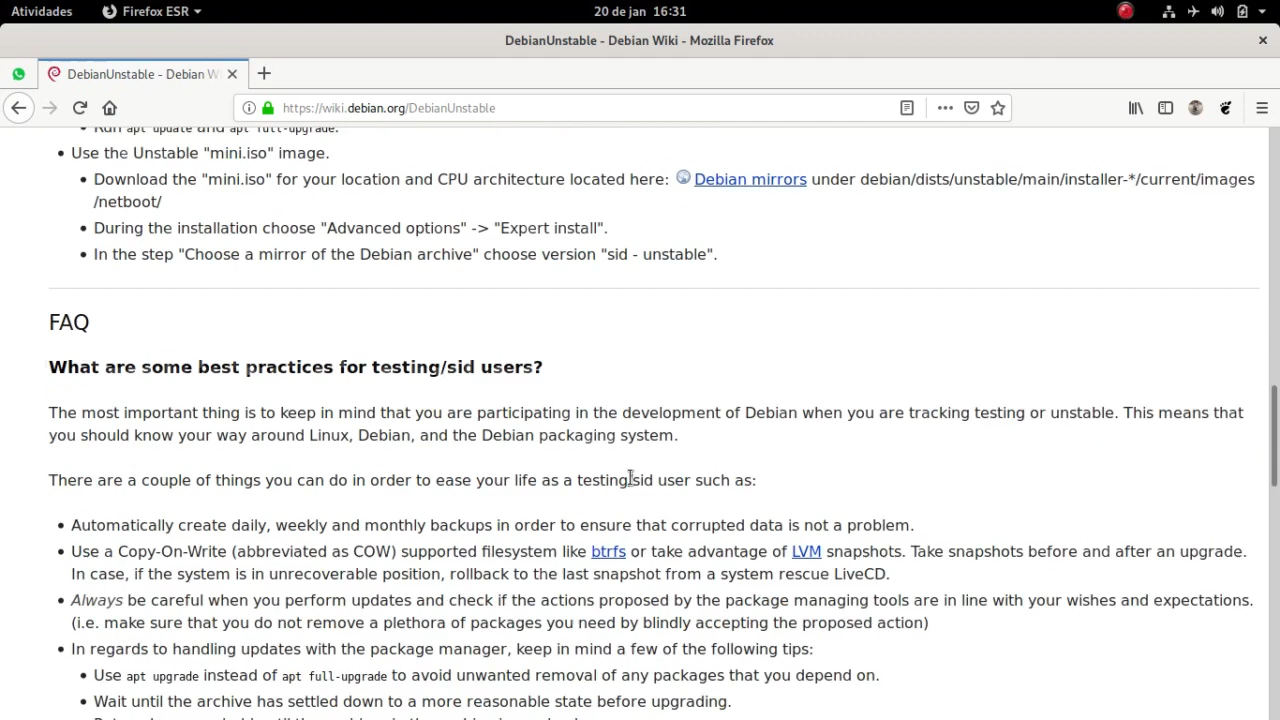 Atividades Firefox ESR 20 de jan 16:31
DebianUnstable - Debian Wiki - Mozilla Firefox
DebianUnstable - Debian W
https://wiki.debian.org/DebianUnstable
Run apt update and apt full-upgrade.
• Use the Unstable "mini.iso" image.
• Download the "mini.iso" for your location and CPU architecture located here: Debian mirrors under debian/dists/unstable/main/installer-*/current/images
/netboot/
• During the installation choose "Advanced options" -> "Expert install".
• In the step "Choose a mirror of the Debian archive" choose version "sid - unstable".
FAQ
What are some best practices for testing/sid users?
The most important thing is to keep in mind that you are participating in the development of Debian when you are tracking testing or unstable. This means that
you should know your way around Linux, Debian, and the Debian packaging system.
There are a couple of things you can do in order to ease your life as a testing/sid user such as:
• Automatically create daily, weekly and monthly backups in order to ensure that corrupted data is not a problem.
• Use a Copy-On-Write (abbreviated as COW) supported filesystem like btrfs or take advantage of LVM snapshots. Take snapshots before and after an upgrade.
In case, if the system is in unrecoverable position, rollback to the last snapshot from a system rescue LiveCD.
• Always be careful when you perform updates and check if the actions proposed by the package managing tools are in line with your wishes and expectations.
(i.e. make sure that you do not remove a plethora of packages you need by blindly accepting the proposed action)
• In regards to handling updates with the package manager, keep in mind a few of the following tips:
• Use apt upgrade instead of apt full-upgrade to avoid unwanted removal of any packages that you depend on.
• Wait until the archive has settled down to a more reasonable state before upgrading.